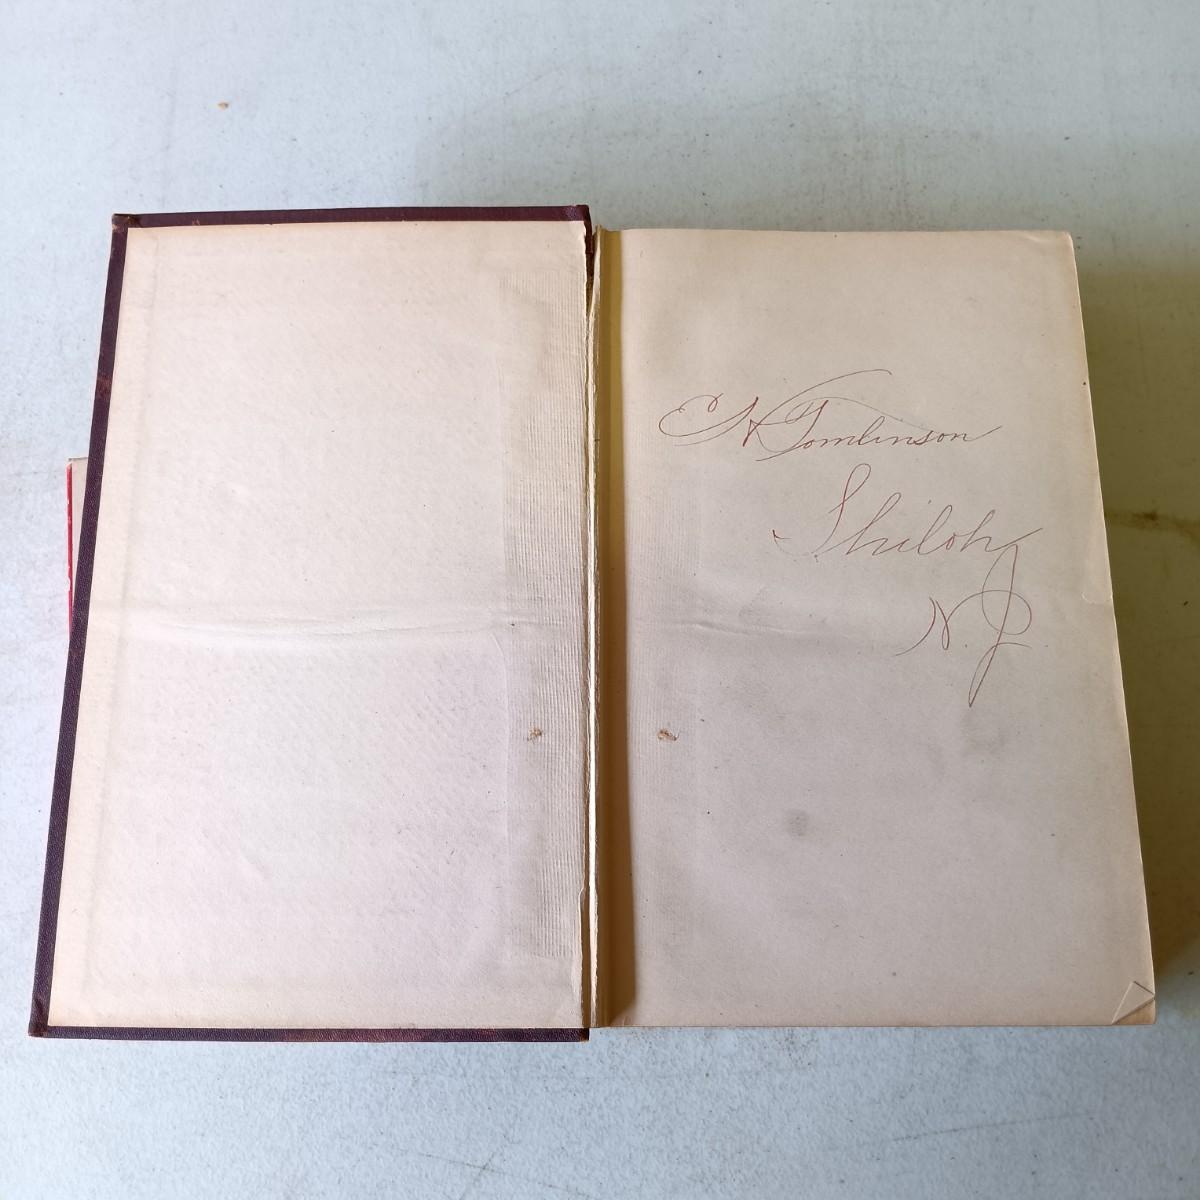 C H Tomlinson
Shiloh
N. J